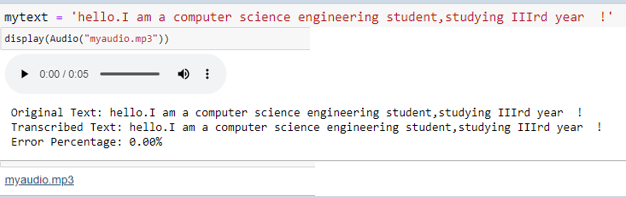 mytext = 'hello.I am a computer science engineering student,studying IIIrd year  !'
display(Audio("myaudio.mp3"))
0:00 / 0:05
Original Text: hello.I am a computer science engineering student,studying IIIrd year  !
Transcribed Text: hello.I am a computer science engineering student,studying IIIrd year  !
Error Percentage: 0.00%
myaudio.mp3